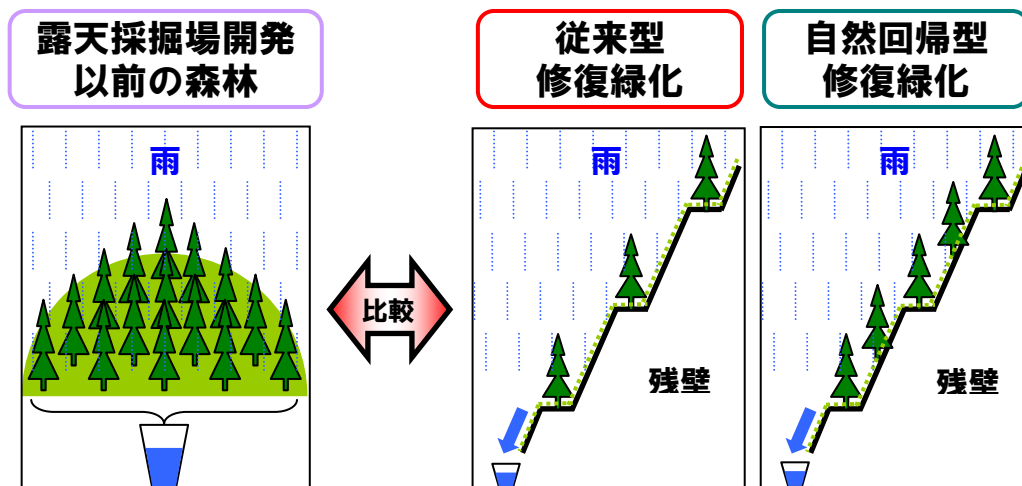 露天採掘場開発
以前の森林
従来型
修復緑化
自然回帰型
修復緑化
雨
雨
雨
比較
残壁
残壁